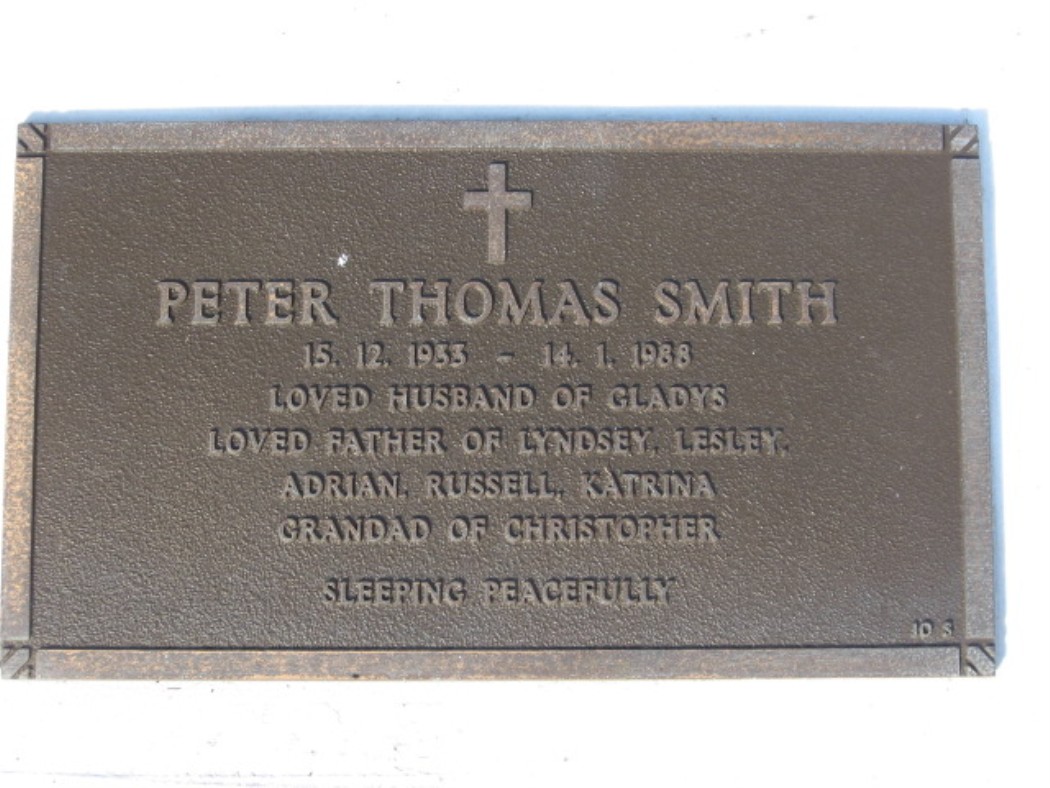 PETER THOMAS SMITH
15. 12. 1933 - 14. 1. 1988
LOVED HUSBAND OF GLADYS
LOVED FATHER OF LYNDSEY, LESLEY,
ADRIAN, RUSSELL, KATRINA
GRANDAD OF CHRISTOPHER
SLEEPING PEACEFULLY
10 S